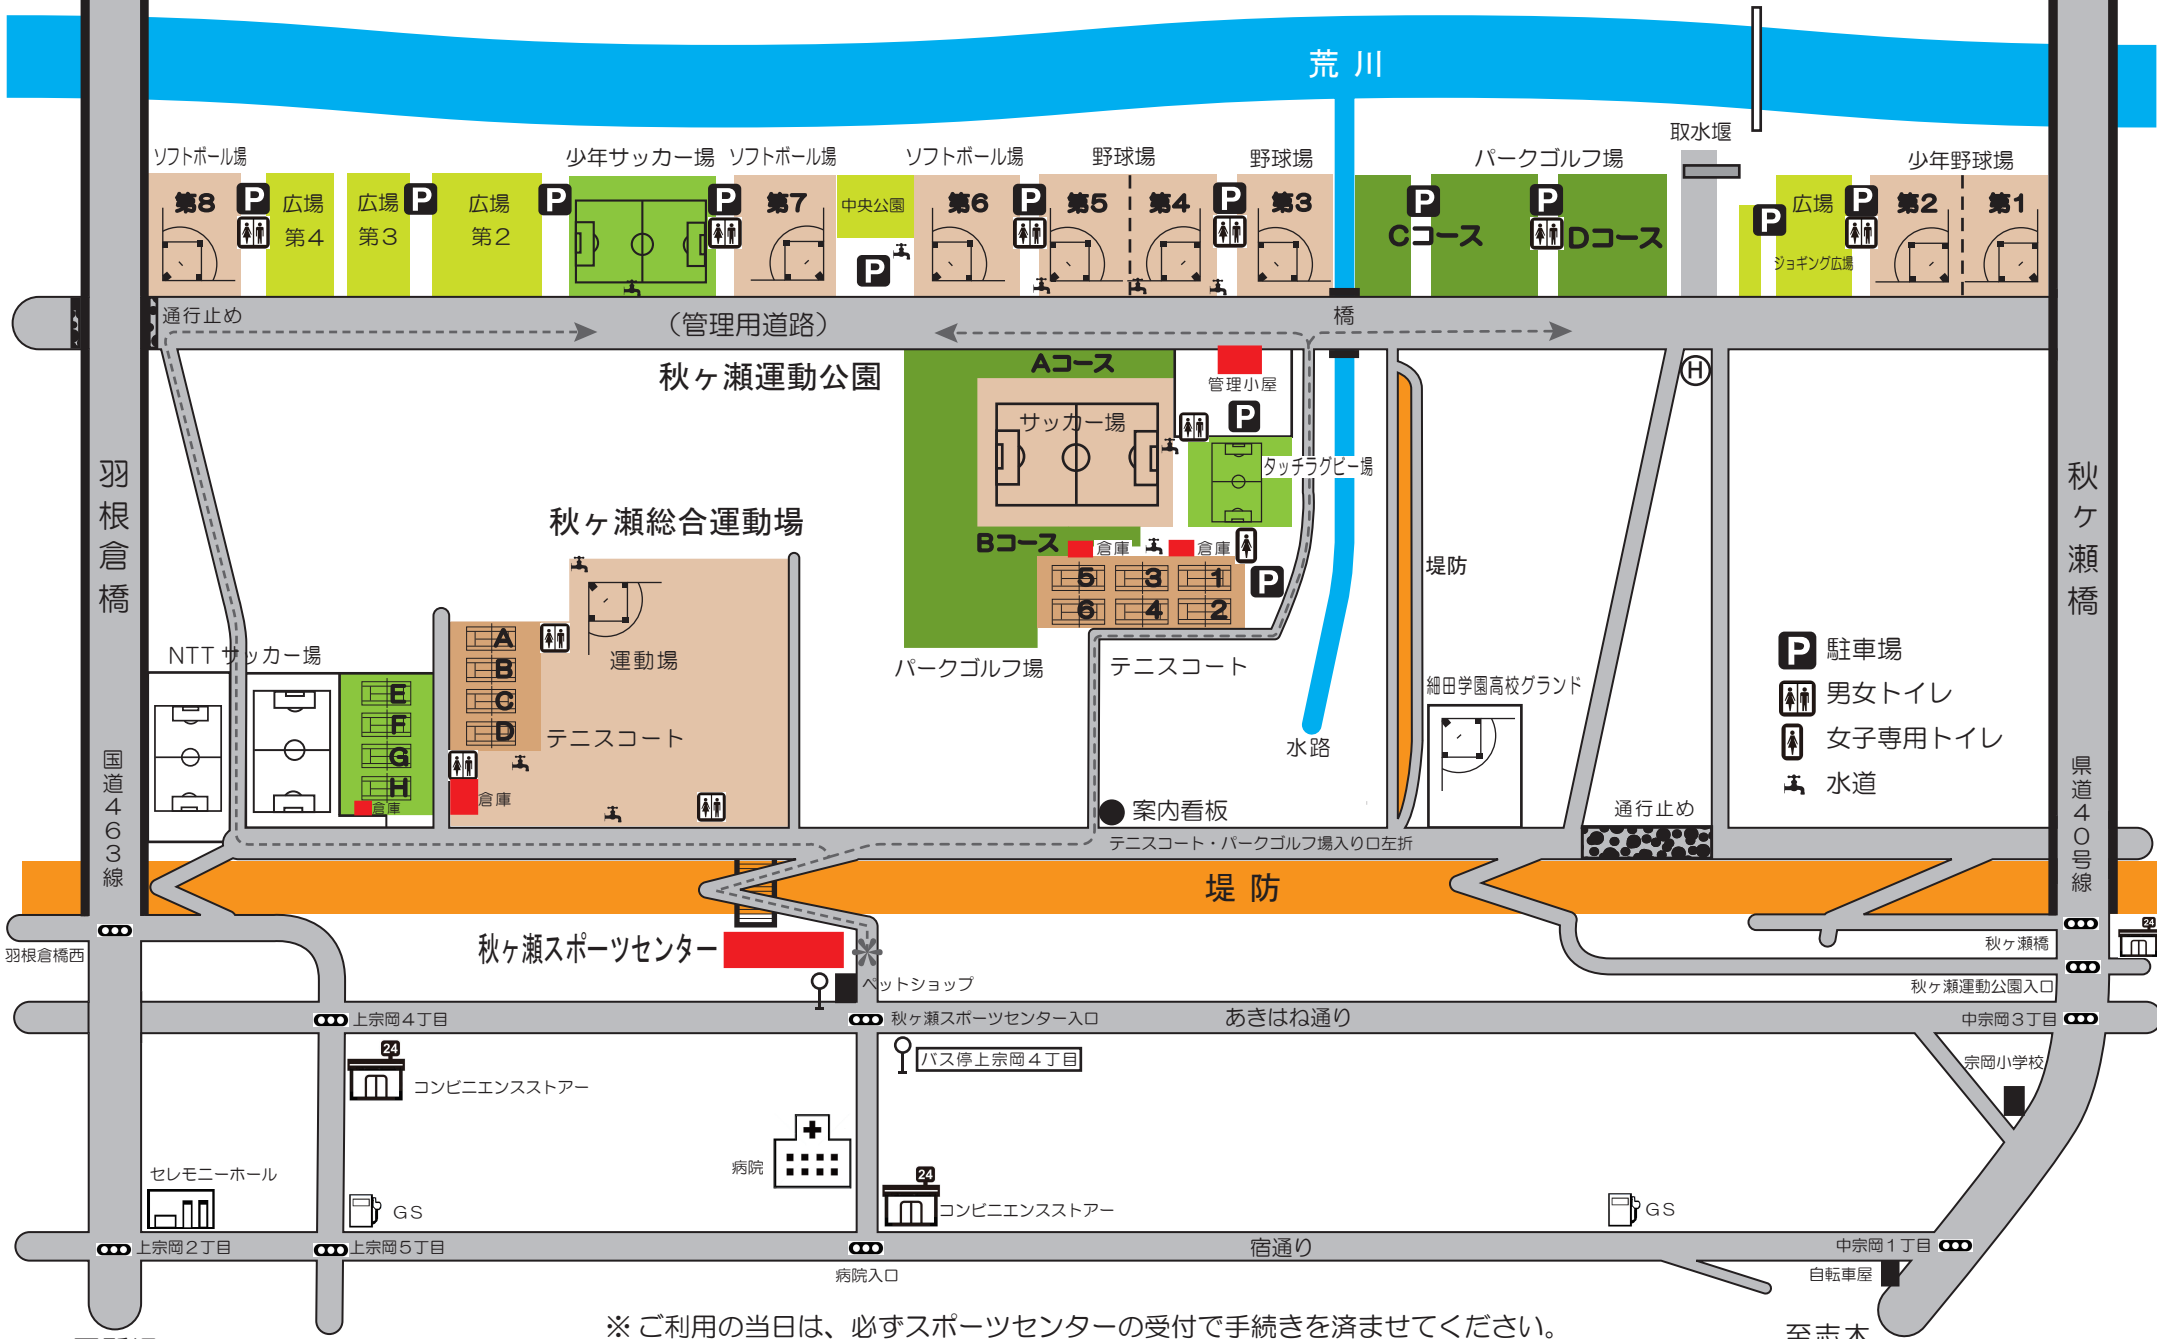 荒川
取水堰
ソフトボール場
少年サッカー場
ソフトボール場
ソフトボール場
野球場
野球場
パークゴルフ場
少年野球場
第8
P
広場
第4
広場
第3
P
広場
第2
P
P
第7
中央公園
P
第6
P
第5
第4
P
第3
P
Cコース
P
Dコース
P
広場
ジョギング広場
P
第2
第1
通行止め
(管理用道路)
橋
秋ヶ瀬運動公園
Aコース
管理小屋
P
H
サッカー場
タッチラグビー場
羽根倉橋
秋ヶ瀬橋
秋ヶ瀬総合運動場
Bコース
倉庫
倉庫
P
5
3
1
6
4
2
堤防
NTTサッカー場
A
B
C
D
運動場
パークゴルフ場
テニスコート
細田学園高校グランド
P 駐車場
男女トイレ
女子専用トイレ
水道
E
F
G
H
倉庫
テニスコート
倉庫
水路
国道463線
県道40号線
案内看板
通行止め
テニスコート・パークゴルフ場入り口左折
堤防
羽根倉橋西
秋ヶ瀬スポーツセンター
ペットショップ
秋ヶ瀬橋
24
秋ヶ瀬運動公園入口
上宗岡4丁目
秋ヶ瀬スポーツセンター入口
あきはね通り
中宗岡3丁目
24
コンビニエンスストアー
バス停上宗岡4丁目
宗岡小学校
病院
セレモニーホール
GS
24
コンビニエンスストアー
GS
上宗岡2丁目
上宗岡5丁目
宿通り
中宗岡1丁目
病院入口
自転車屋
※ご利用の当日は、必ずスポーツセンターの受付で手続きを済ませてください。
至志木